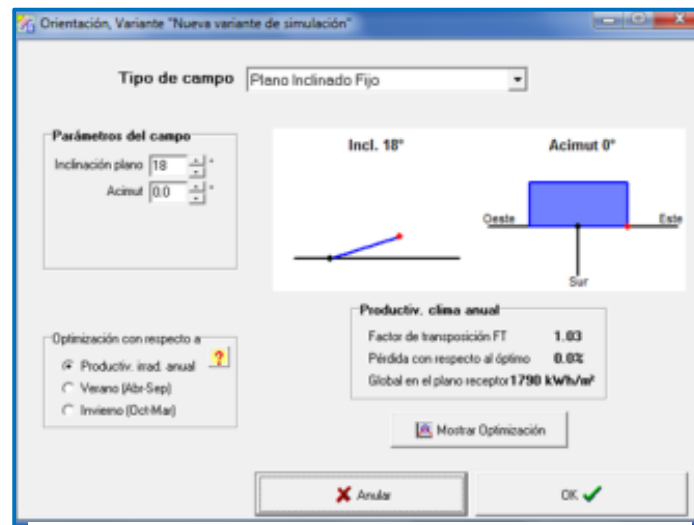 Orientación, Variante "Nueva variante de simulación"
Tipo de campo Plano Inclinado Fijo
Parámetros del campo
Inclinación plano 18 °
Acimut 0.0 °
Incl. 18°
Acimut 0°
Oeste Este
Sur
Optimización con respecto a
Productiv. irrad. anual ?
Verano (Abr-Sep)
Invierno (Oct-Mar)
Productiv. clima anual
Factor de transposición FT 1.03
Pérdida con respecto al óptimo 0.0%
Global en el plano receptor 1790 kWh/m²
Mostrar Optimización
Anular OK